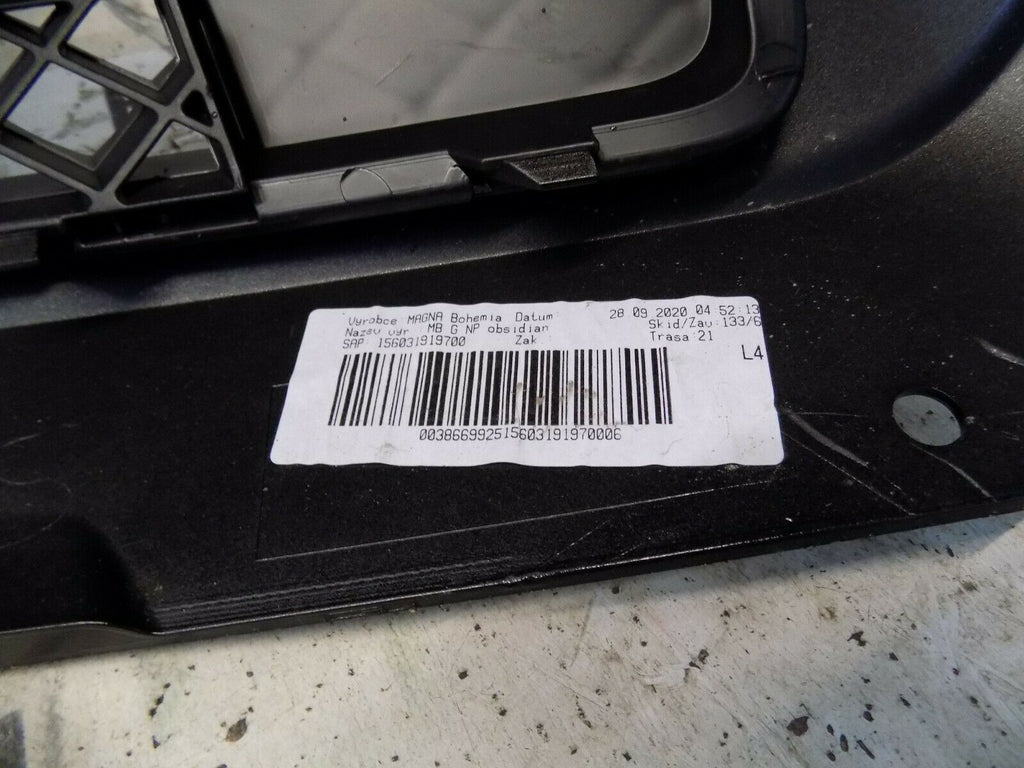 Vyrobce MAGNA Bohemia Datum: 28 09 2020 04 52:13
Nazev vyr : MB G NP obsidian Skid/Zav:133/6
SAP: 156031919700 Zak : Trasa:21
L4
003866992515603191970006